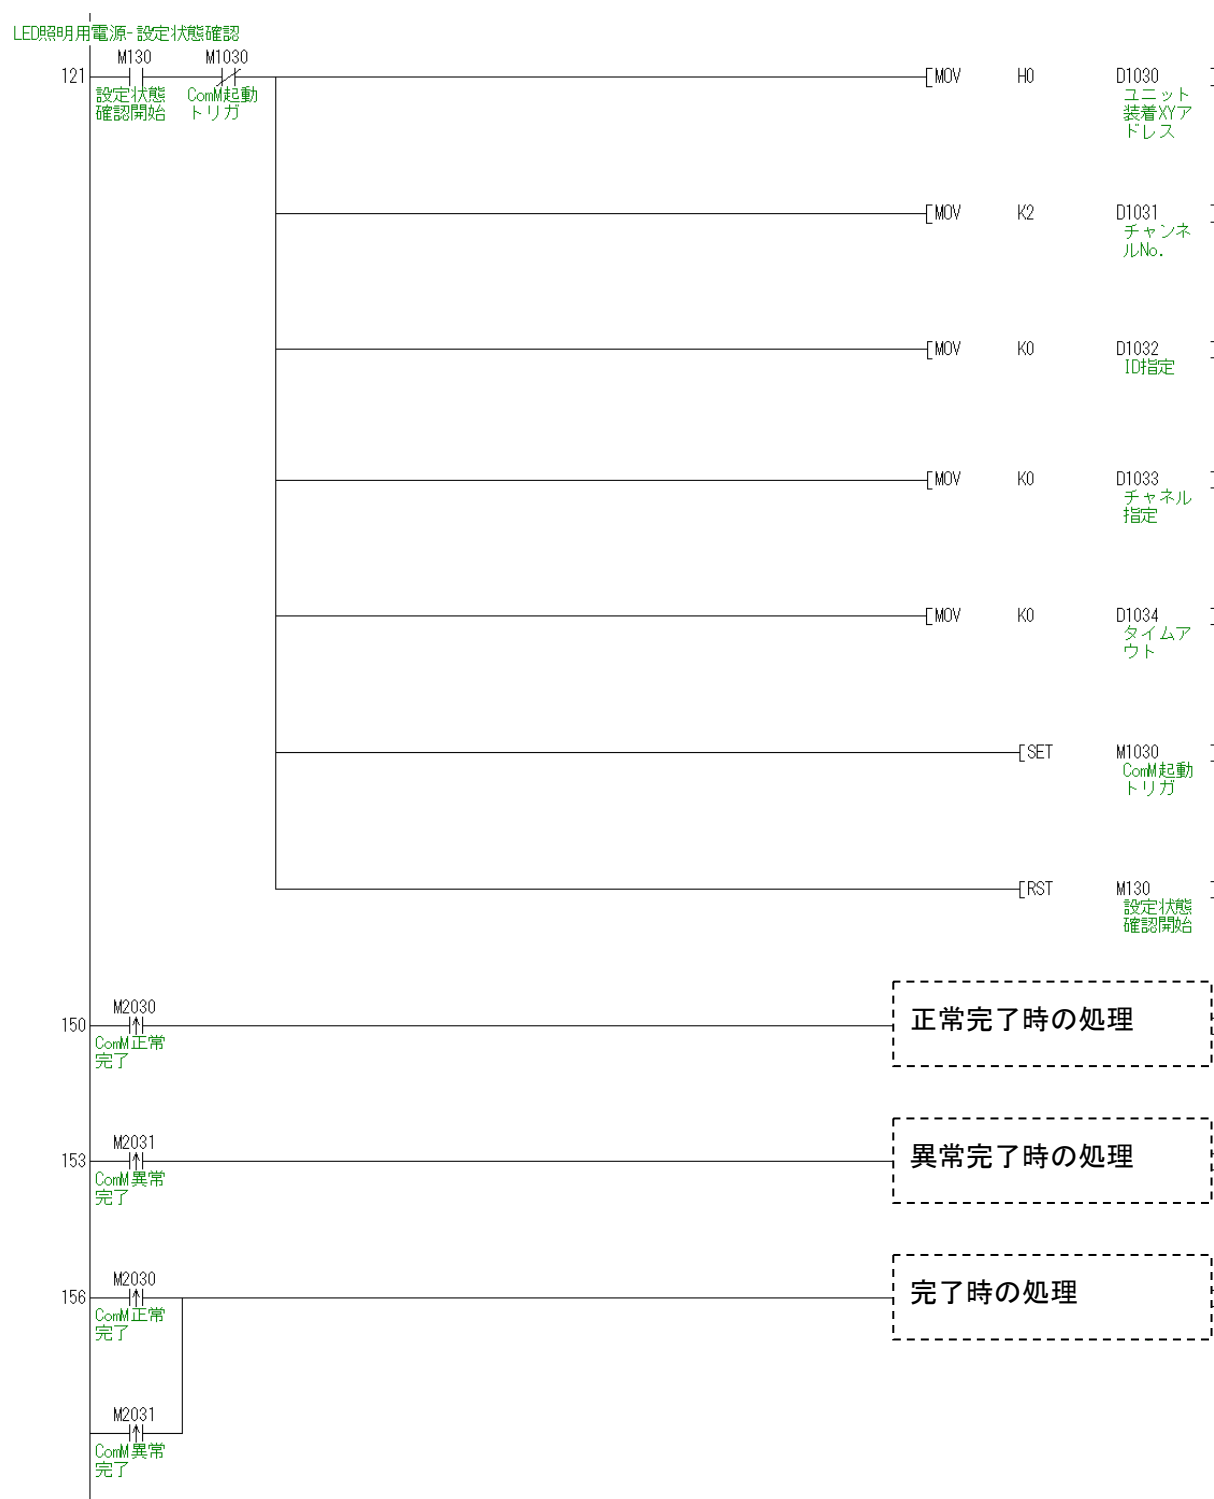 LED照明用電源-設定状態確認
M130 M1030
121 MOV H0 D1030
設定状態 ComM起動 ユニット
確認開始 トリガ 装着XYア
ドレス
MOV K2 D1031
チャンネ
ルNo.
MOV K0 D1032
ID指定
MOV K0 D1033
チャネル
指定
MOV K0 D1034
タイムア
ウト
SET M1030
ComM起動
トリガ
RST M130
設定状態
確認開始
M2030
150 正常完了時の処理
ComM正常
完了
M2031
153 異常完了時の処理
ComM異常
完了
M2030
156 完了時の処理
ComM正常
完了
M2031
ComM異常
完了